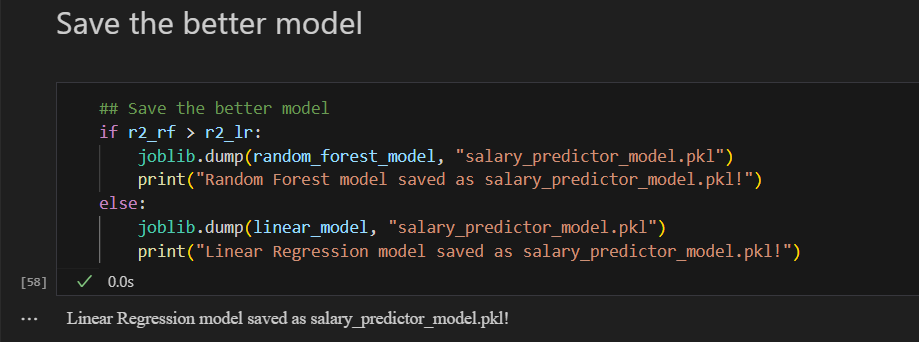 Save the better model
## Save the better model
if r2_rf > r2_lr:
    joblib.dump(random_forest_model, "salary_predictor_model.pkl")
    print("Random Forest model saved as salary_predictor_model.pkl!")
else:
    joblib.dump(linear_model, "salary_predictor_model.pkl")
    print("Linear Regression model saved as salary_predictor_model.pkl!")
[58] ✓ 0.0s
... Linear Regression model saved as salary_predictor_model.pkl!